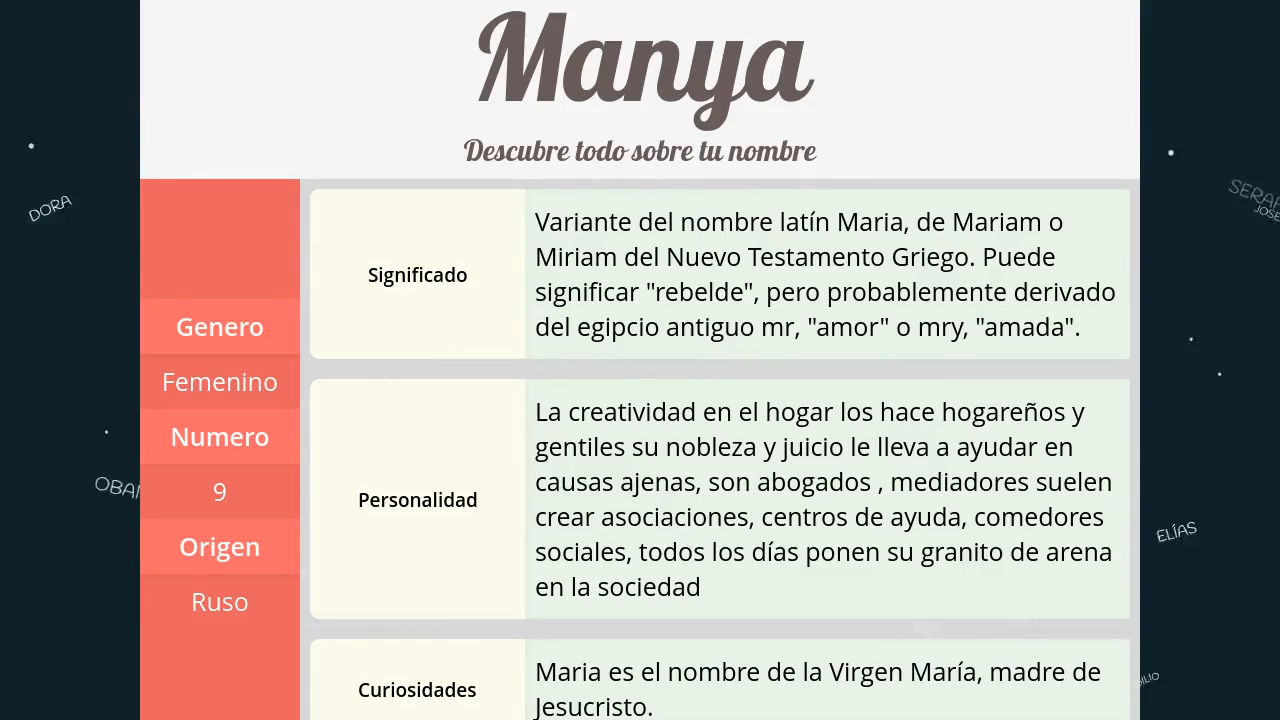 Manya
Descubre todo sobre tu nombre
DORA
Genero
Femenino
Numero
9
Origen
Ruso
Significado
Variante del nombre latín Maria, de Mariam o
Miriam del Nuevo Testamento Griego. Puede
significar "rebelde", pero probablemente derivado
del egipcio antiguo mr, "amor" o mry, "amada".
Personalidad
La creatividad en el hogar los hace hogareños y
gentiles su nobleza y juicio le lleva a ayudar en
causas ajenas, son abogados , mediadores suelen
crear asociaciones, centros de ayuda, comedores
sociales, todos los días ponen su granito de arena
en la sociedad
Curiosidades
Maria es el nombre de la Virgen María, madre de
Jesucristo.
ELÍAS